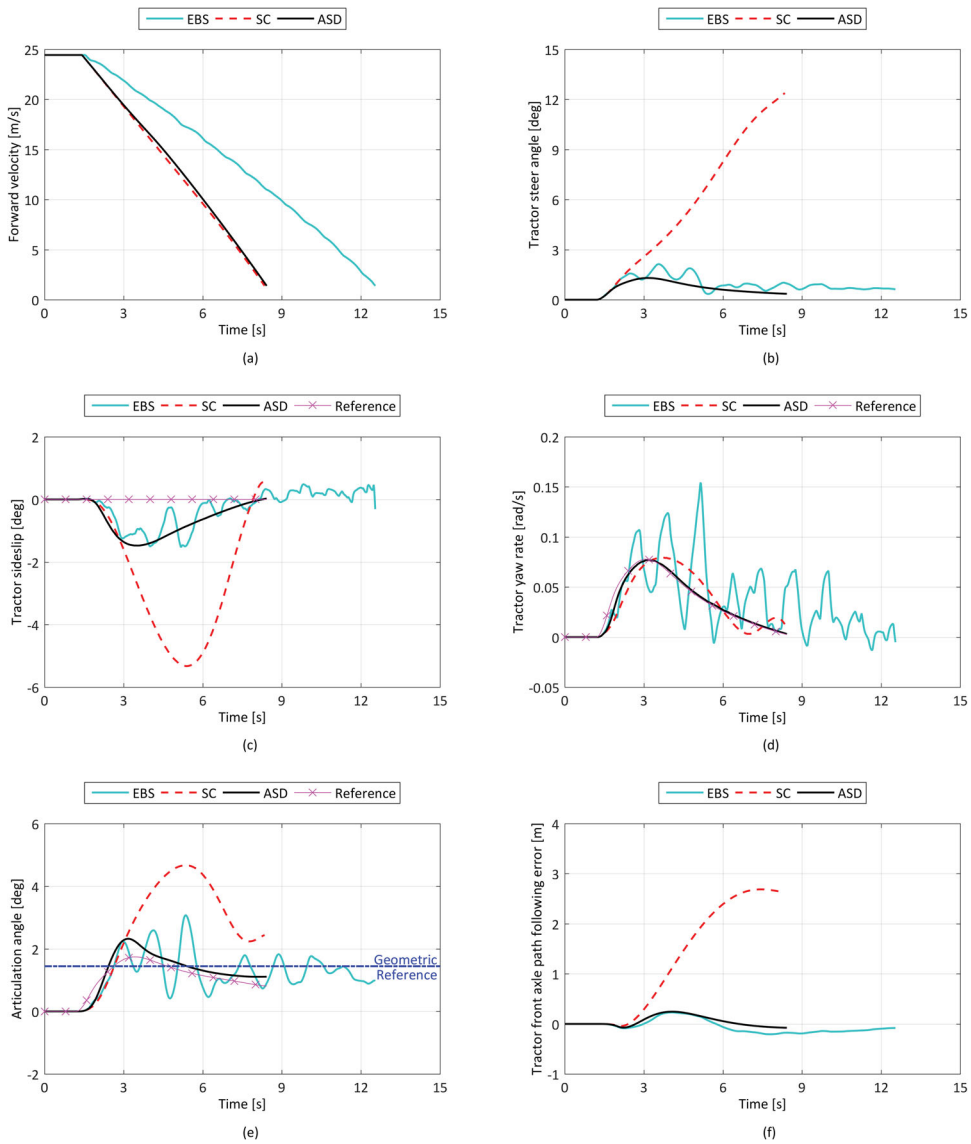 EBS SC ASD
25
20
15
10
5
0
Forward velocity [m/s]
0 3 6 9 12 15
Time [s]
(a)
EBS SC ASD
15
12
9
6
3
0
Tractor steer angle [deg]
0 3 6 9 12 15
Time [s]
(b)
EBS SC ASD Reference
2
0
-2
-4
-6
Tractor sideslip [deg]
0 3 6 9 12 15
Time [s]
(c)
EBS SC ASD Reference
0.2
0.15
0.1
0.05
0
-0.05
Tractor yaw rate [rad/s]
0 3 6 9 12 15
Time [s]
(d)
EBS SC ASD Reference
6
4
2
0
-2
Articulation angle [deg]
Geometric
Reference
0 3 6 9 12 15
Time [s]
(e)
EBS SC ASD
4
3
2
1
0
-1
Tractor front axle path following error [m]
0 3 6 9 12 15
Time [s]
(f)